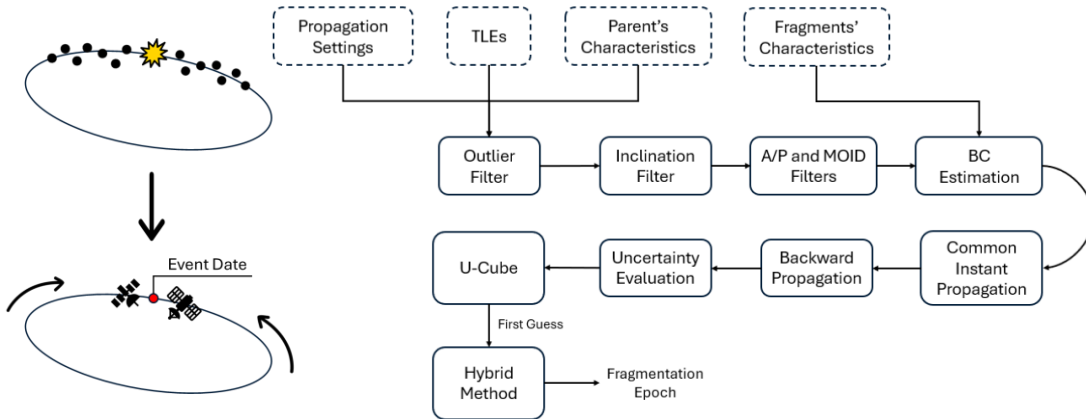 Propagation
Settings
TLEs
Parent's
Characteristics
Fragments'
Characteristics
Outlier
Filter
Inclination
Filter
A/P and MOID
Filters
BC
Estimation
Event Date
U-Cube
Uncertainty
Evaluation
Backward
Propagation
Common
Instant
Propagation
First Guess
Hybrid
Method
Fragmentation
Epoch